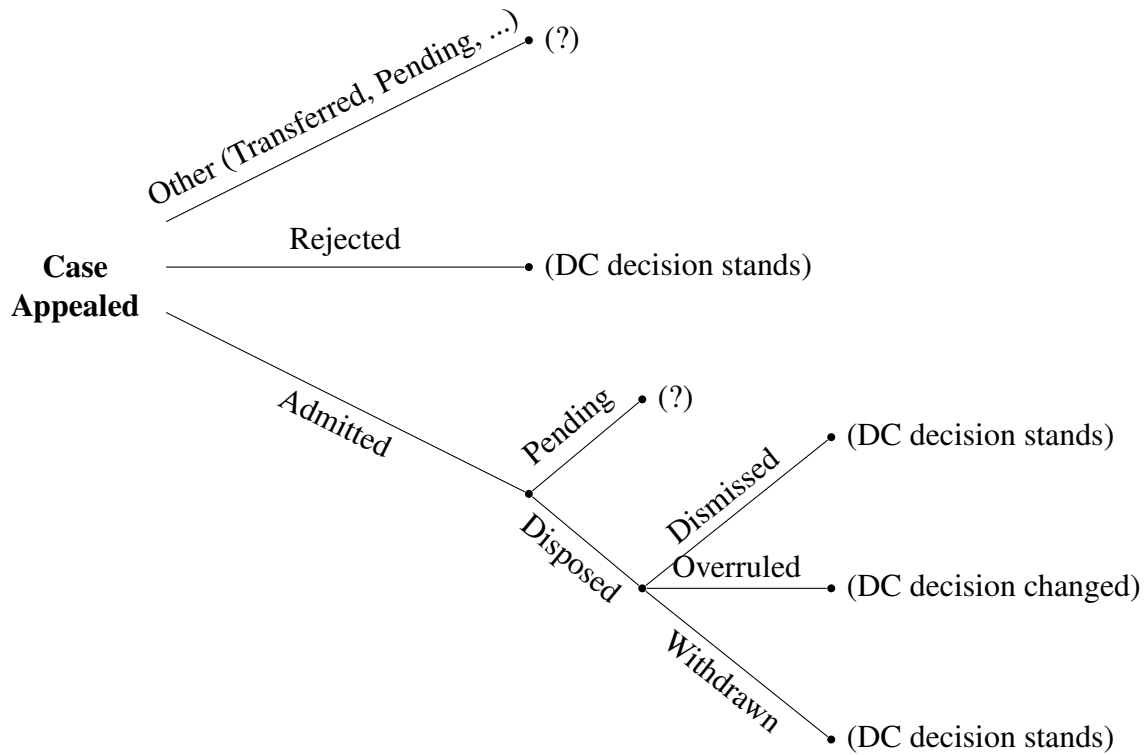 Other (Transferred, Pending, ...)
(?)
Rejected
(DC decision stands)
Case
Appealed
Admitted
Pending
(?)
Disposed
Dismissed
(DC decision stands)
Overruled
(DC decision changed)
Withdrawn
(DC decision stands)